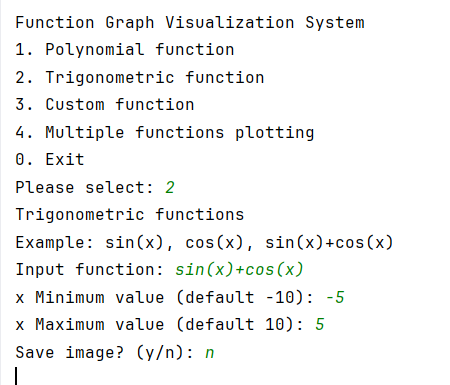 Function Graph Visualization System
1. Polynomial function
2. Trigonometric function
3. Custom function
4. Multiple functions plotting
0. Exit
Please select: 2
Trigonometric functions
Example: sin(x), cos(x), sin(x)+cos(x)
Input function: sin(x)+cos(x)
x Minimum value (default -10): -5
x Maximum value (default 10): 5
Save image? (y/n): n